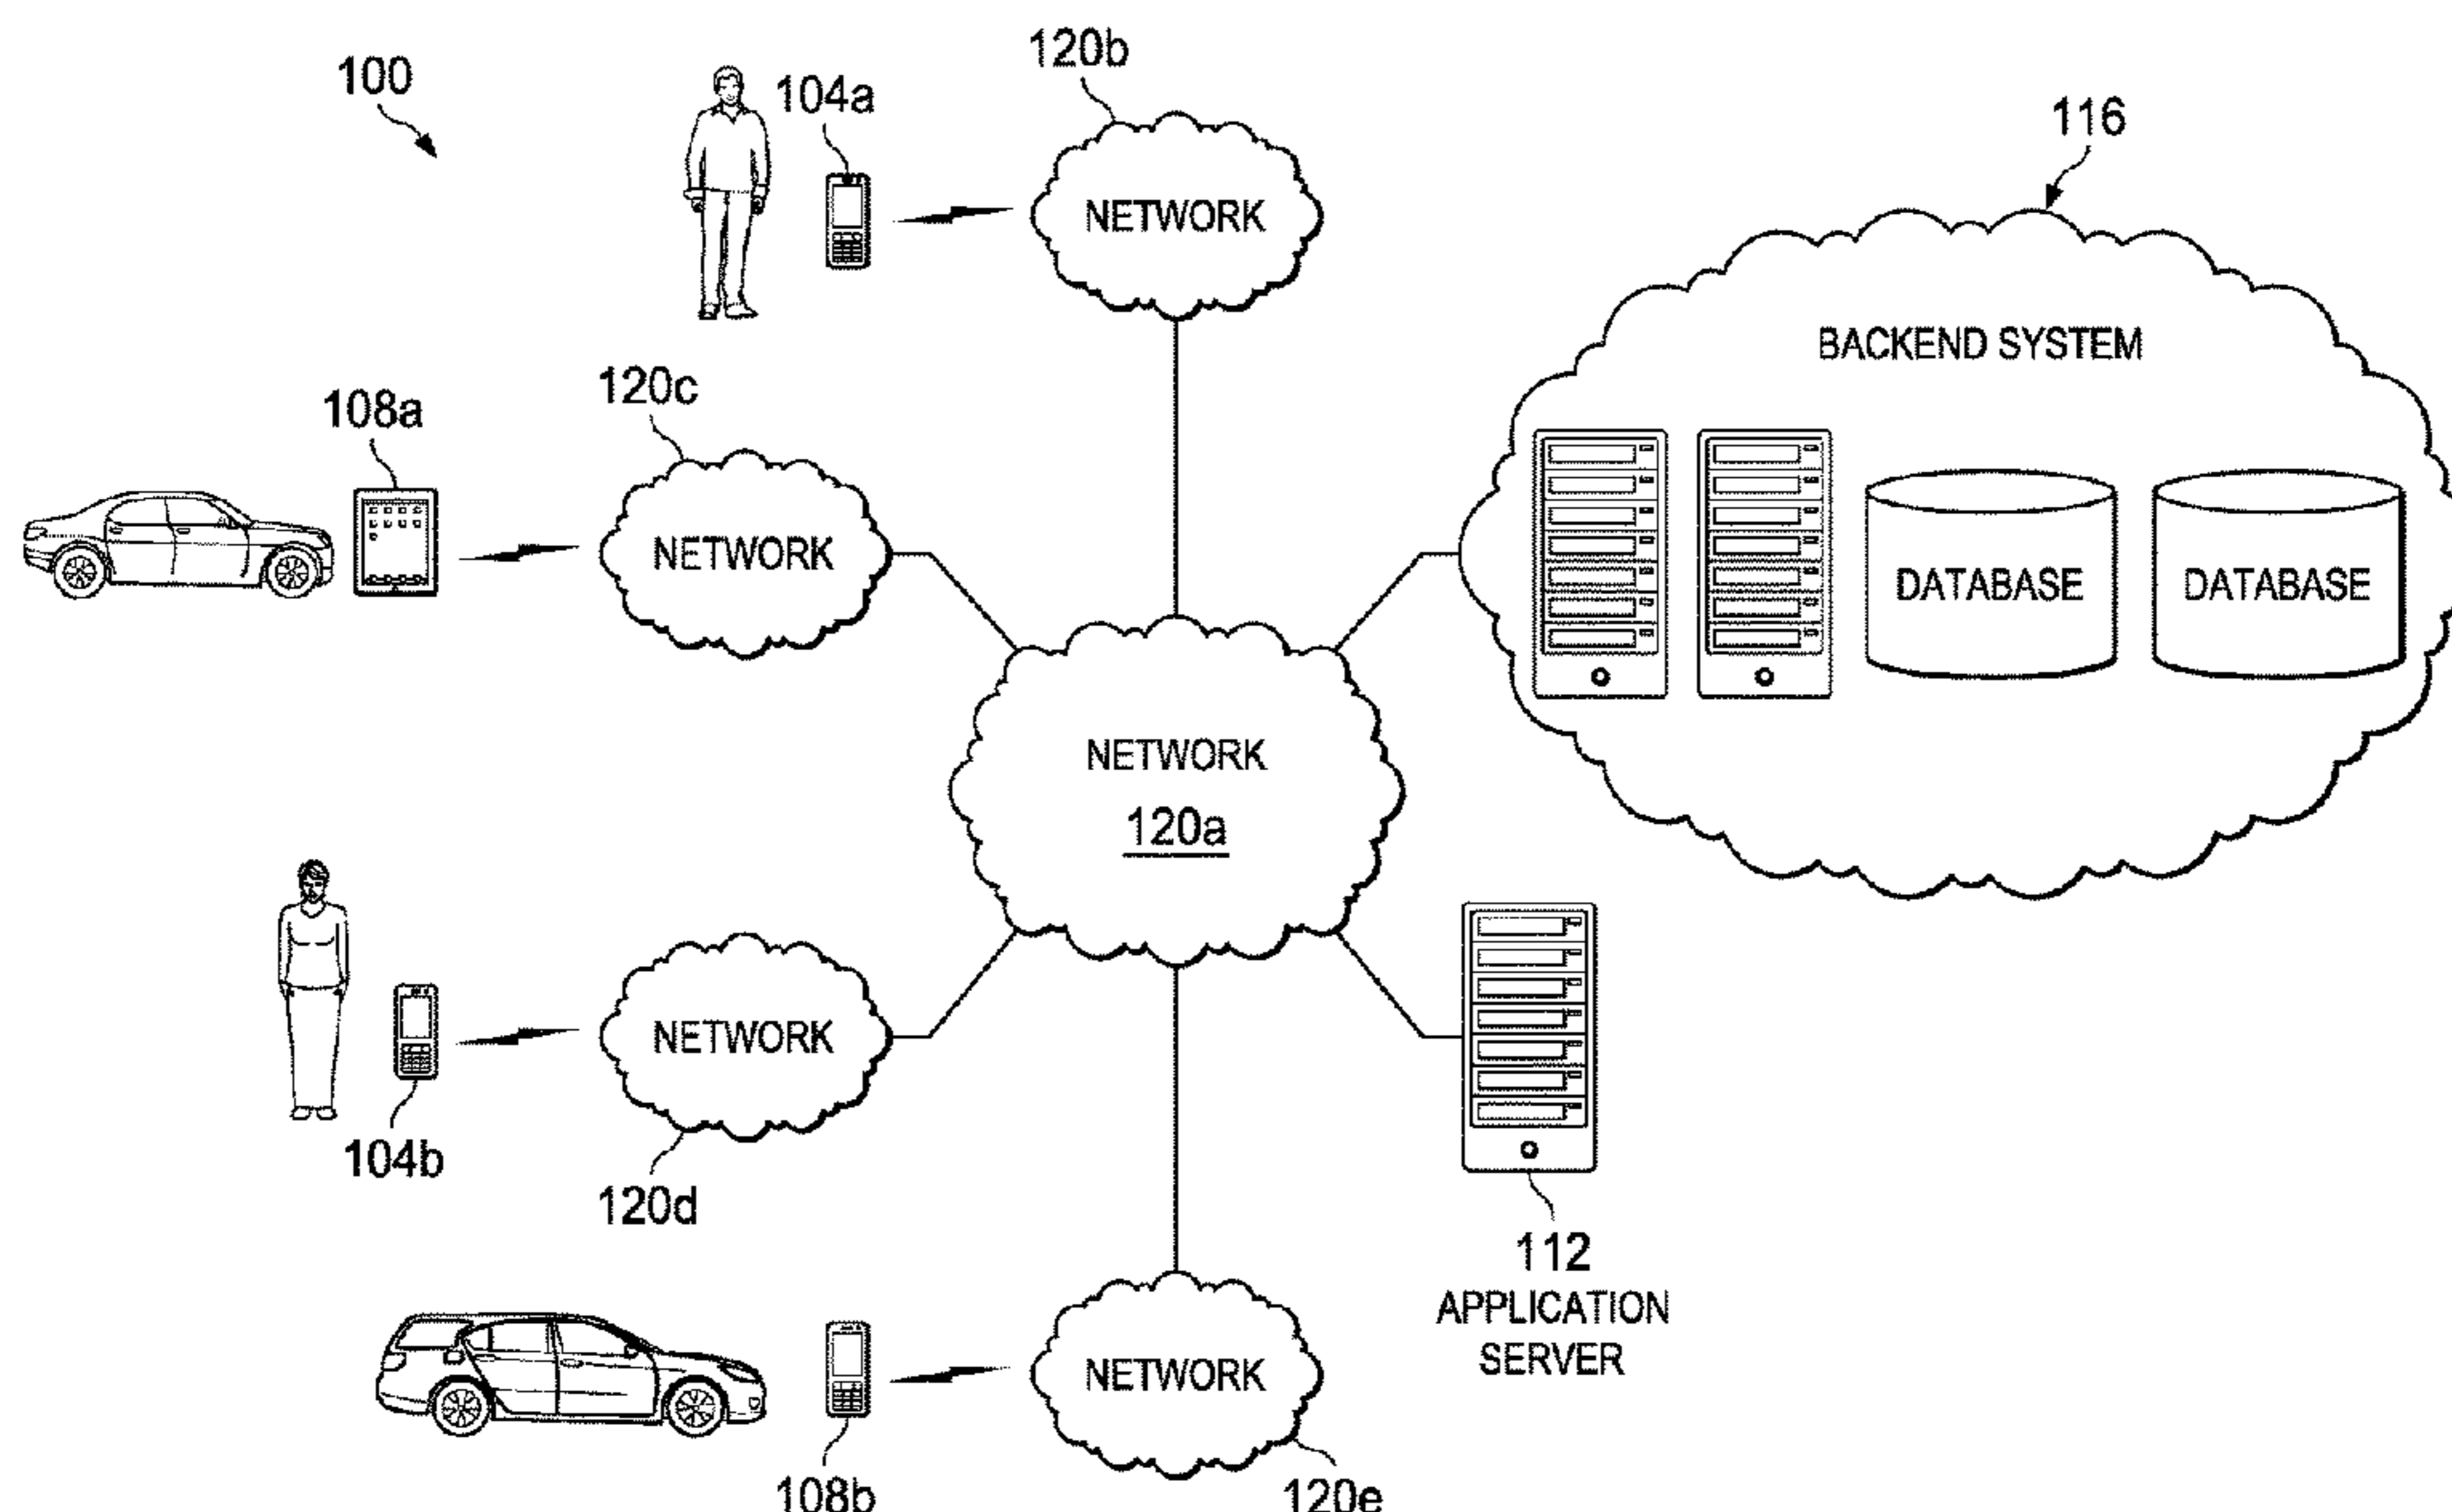 100
104a
120b
116
NETWORK
BACKEND SYSTEM
108a
120c
NETWORK
DATABASE
DATABASE
NETWORK
120a
104b
NETWORK
120d
112
APPLICATION
SERVER
NETWORK
108b
120e